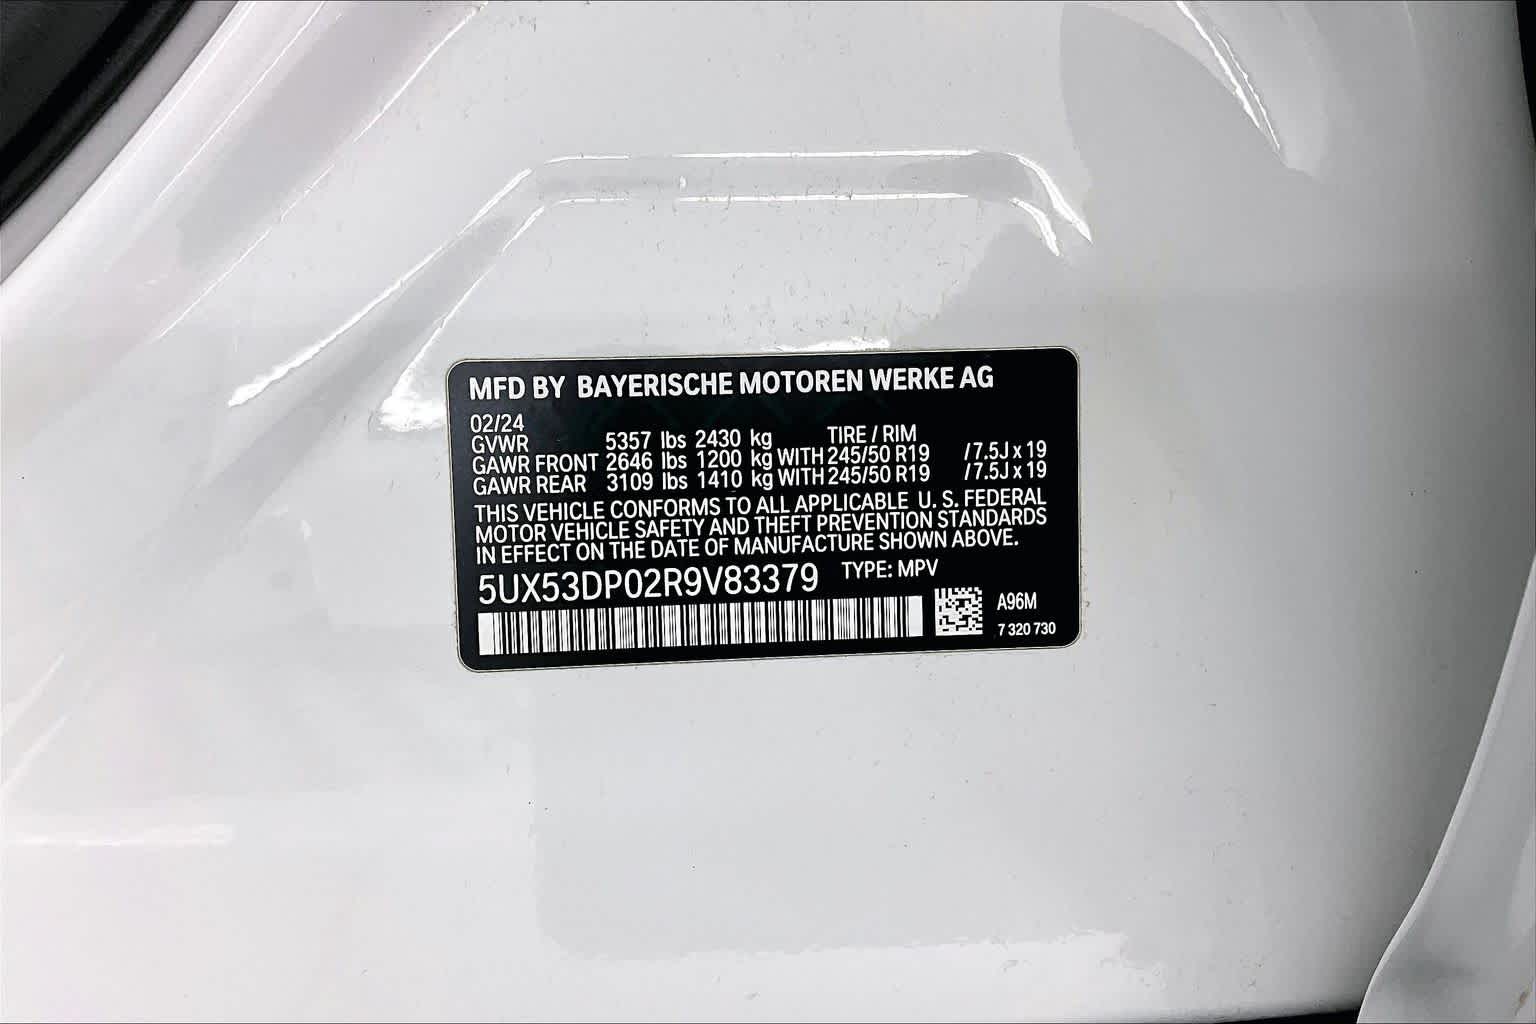 MFD BY BAYERISCHE MOTOREN WERKE AG
02/24
GVWR 5357 lbs 2430 kg TIRE / RIM
GAWR FRONT 2646 lbs 1200 kg WITH 245/50 R19 / 7.5J x 19
GAWR REAR 3109 lbs 1410 kg WITH 245/50 R19 / 7.5J x 19
THIS VEHICLE CONFORMS TO ALL APPLICABLE U. S. FEDERAL
MOTOR VEHICLE SAFETY AND THEFT PREVENTION STANDARDS
IN EFFECT ON THE DATE OF MANUFACTURE SHOWN ABOVE.
5UX53DP02R9V83379 TYPE: MPV
A96M
7 320 730